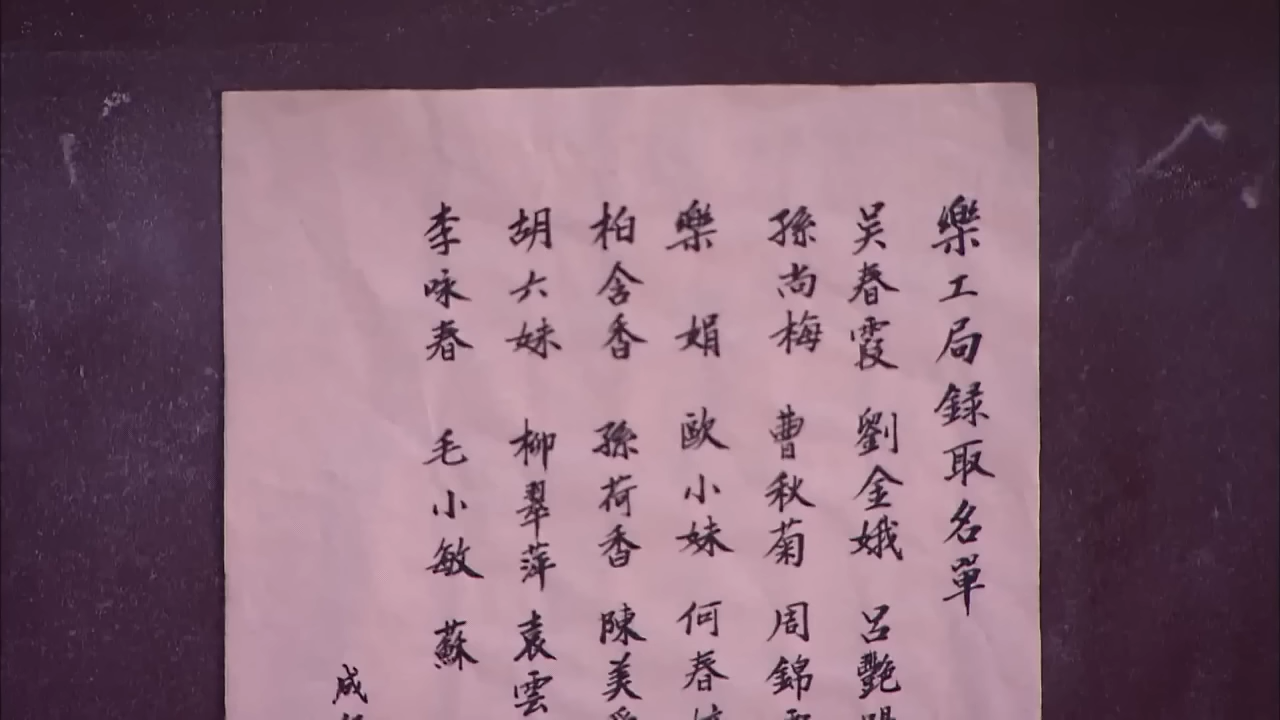 樂工局録取名單
吴春霞 劉金娥 吕艷
孫尚梅 曹秋菊 周錦
樂 娟 歐小妹 何春
柏含香 孫荷香 陳美
胡六妹 柳翠萍 袁雲
李咏春 毛小敏 蘇
咸